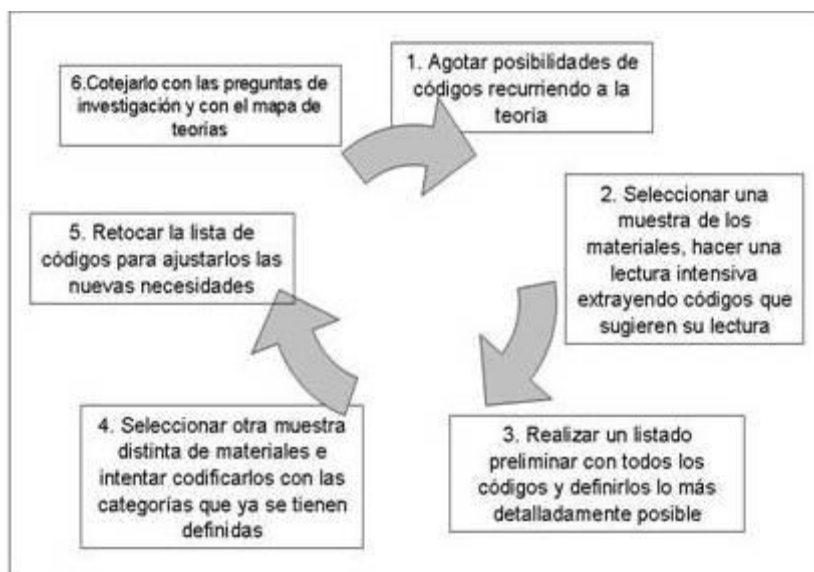 1. Agotar posibilidades de
códigos recurriendo a la
teoría
2. Seleccionar una
muestra de los
materiales, hacer una
lectura intensiva
extrayendo códigos que
sugieren su lectura
3. Realizar un listado
preliminar con todos los
códigos y definirlos lo más
detalladamente posible
4. Seleccionar otra muestra
distinta de materiales e
intentar codificarlos con las
categorías que ya se tienen
definidas
5. Retocar la lista de
códigos para ajustarlos las
nuevas necesidades
6.Cotejarlo con las preguntas de
investigación y con el mapa de
teorías